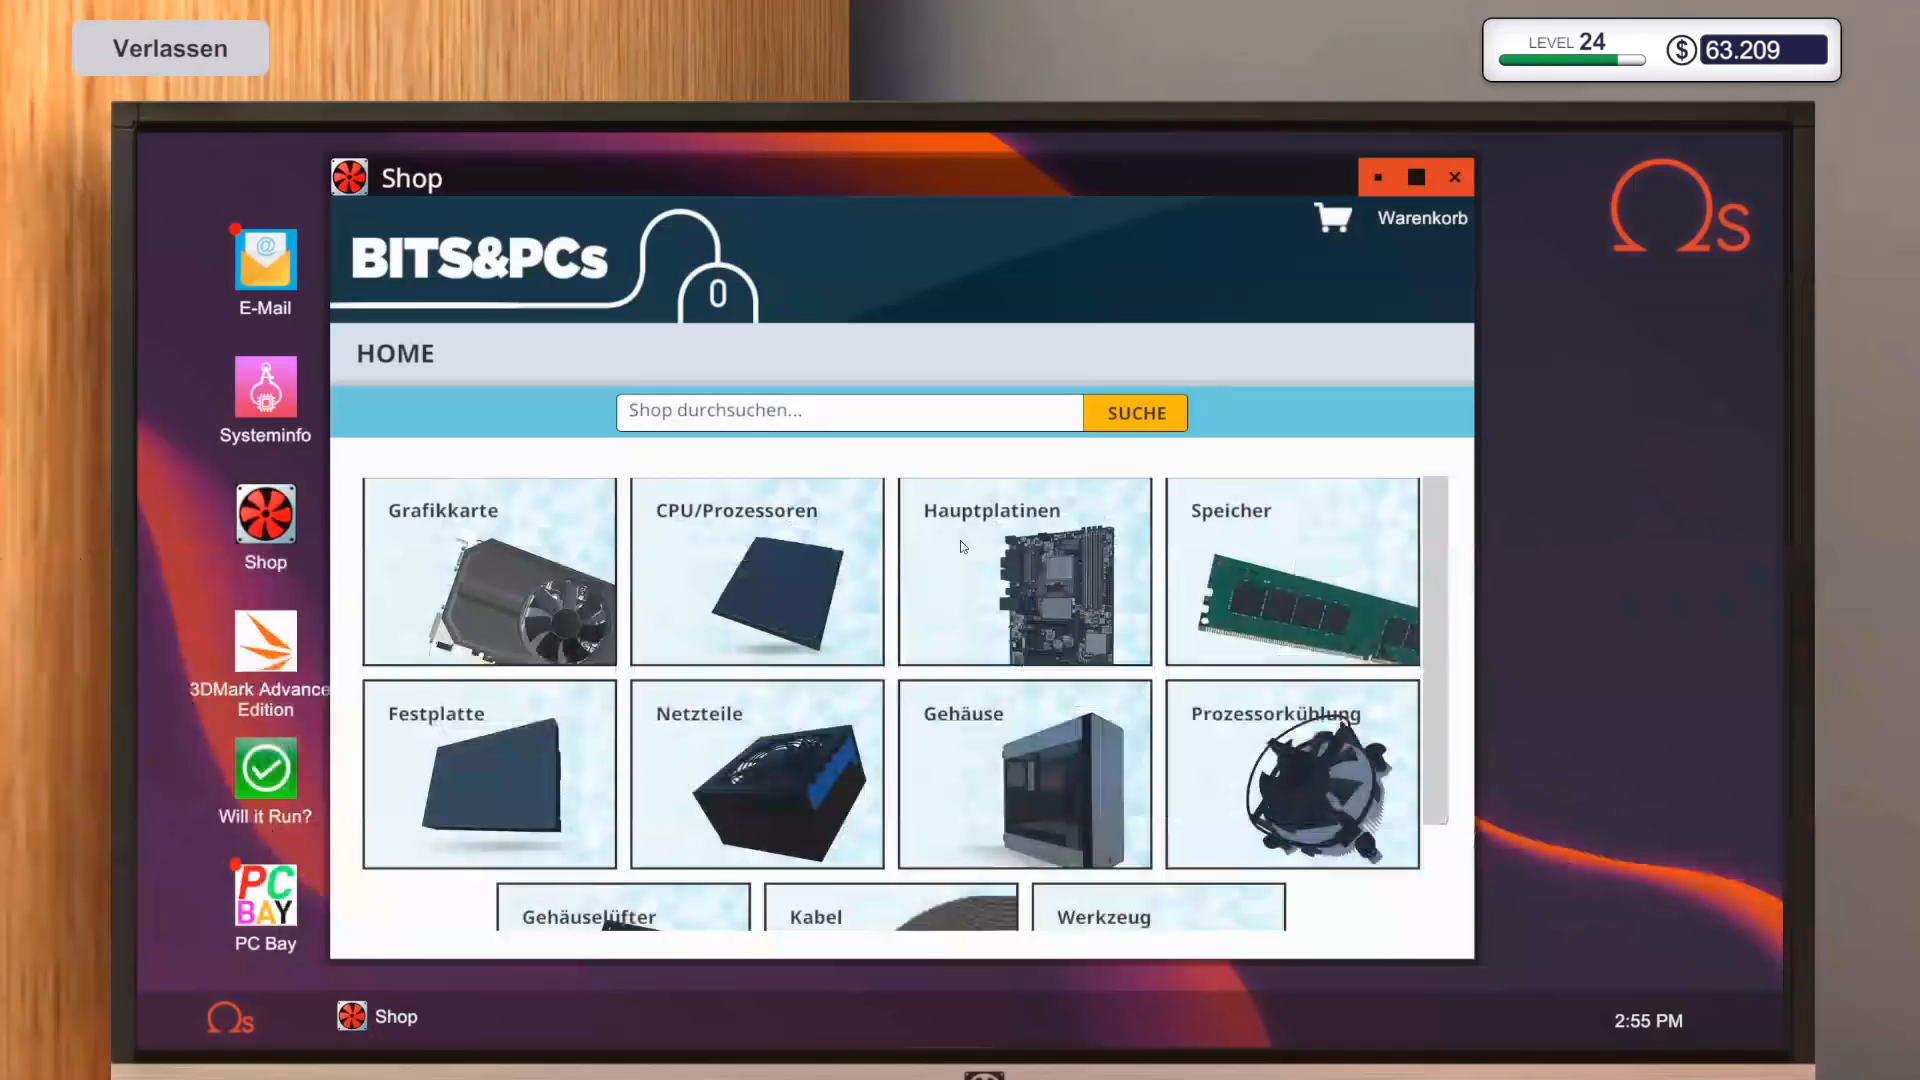 Verlassen
LEVEL 24
$ 63.209
Shop
Warenkorb
BITS&PCs
HOME
Shop durchsuchen...
SUCHE
Grafikkarte
CPU/Prozessoren
Hauptplatinen
Speicher
Festplatte
Netzteile
Gehäuse
Prozessorkühlung
Gehäuselüfter
Kabel
Werkzeug
E-Mail
Systeminfo
Shop
3DMark Advance
Edition
Will it Run?
PC
BAY
PC Bay
Ωs
Ωs
Shop
2:55 PM